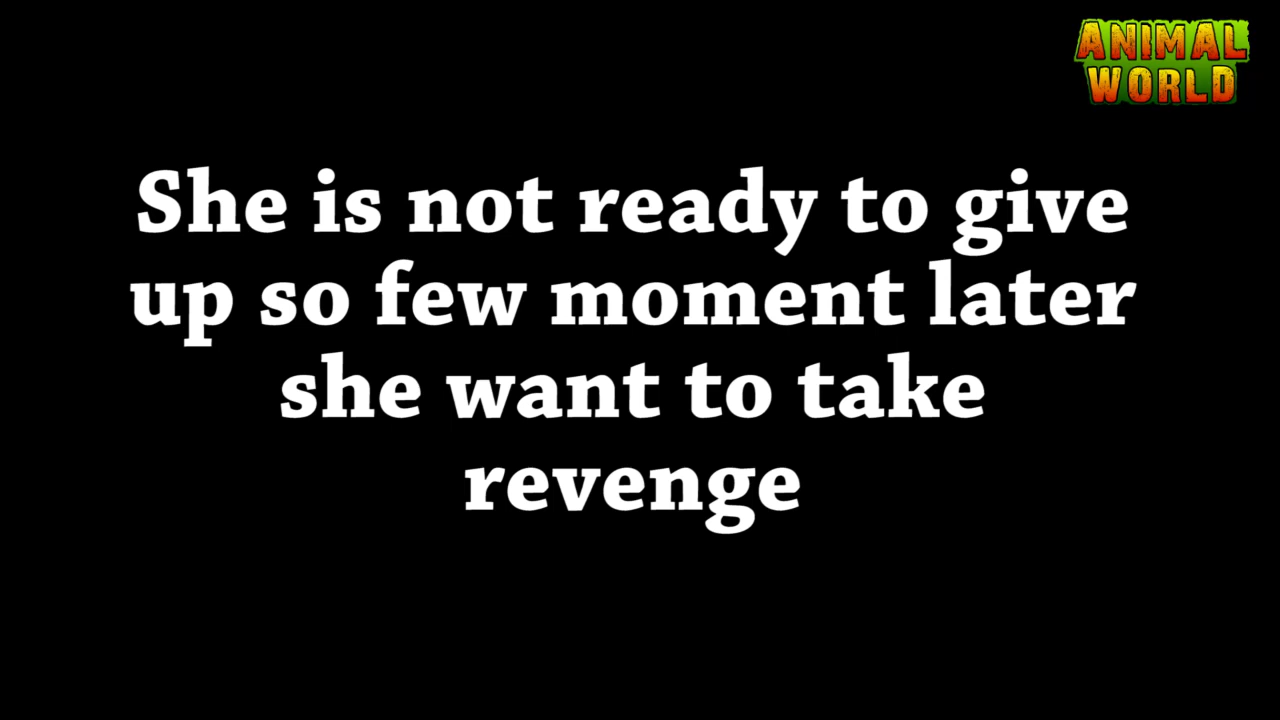 ANIMAL
WORLD
She is not ready to give
up so few moment later
she want to take
revenge